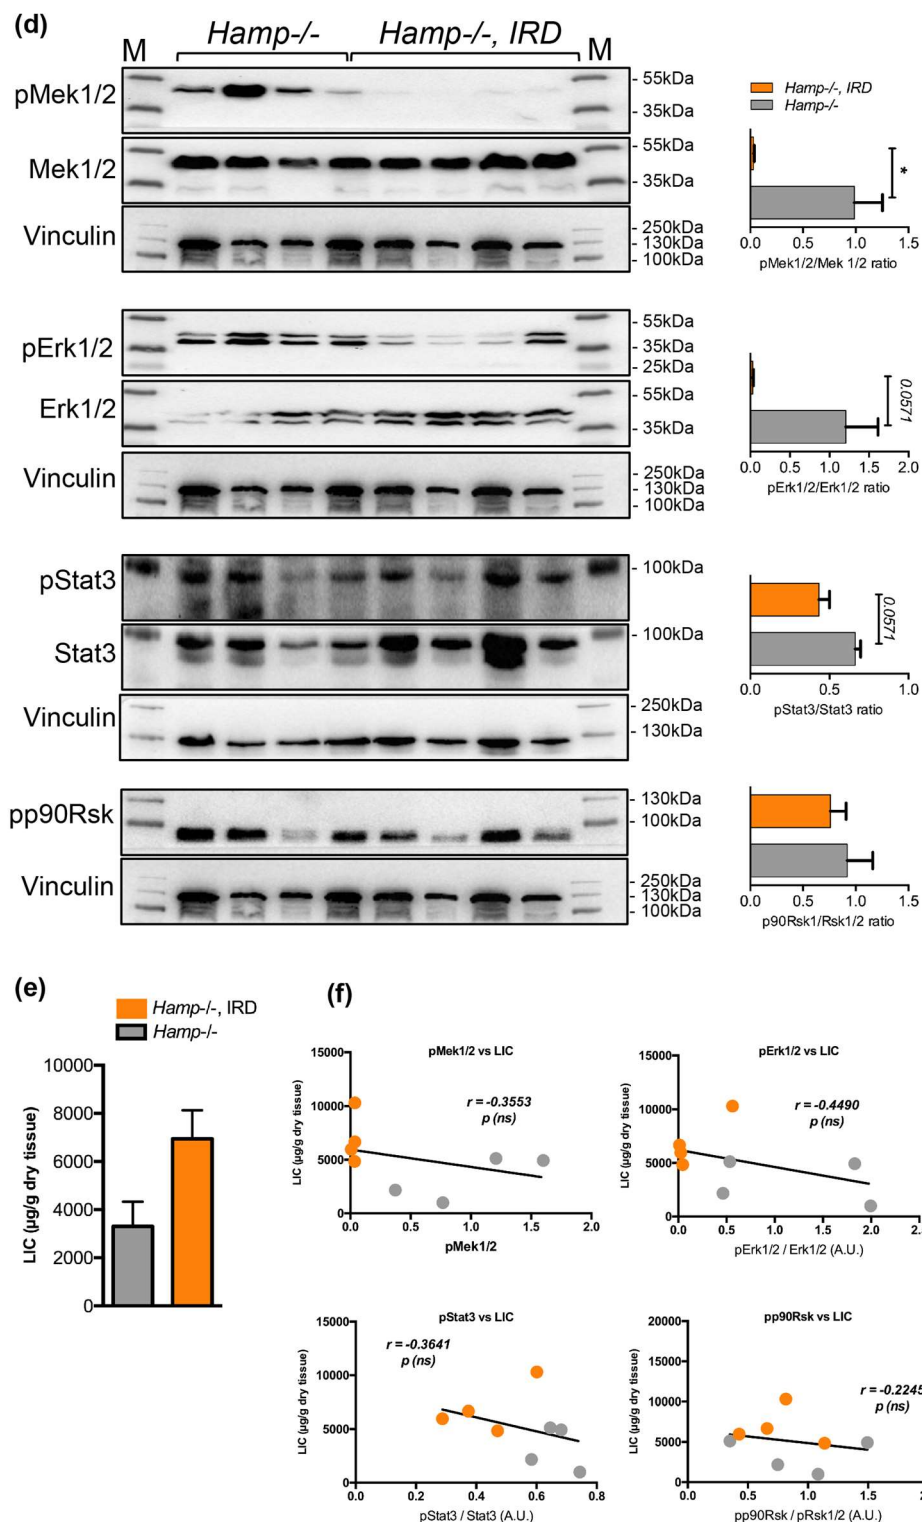 (d)
Hamp-/-
Hamp-/-, IRD
M
M
pMek1/2
- 55kDa
- 35kDa
Mek1/2
- 55kDa
- 35kDa
Vinculin
- 250kDa
- 130kDa
- 100kDa
Hamp-/-, IRD
Hamp-/-
*
0.0 0.5 1.0 1.5
pMek1/2/Mek 1/2 ratio
pErk1/2
- 55kDa
- 35kDa
- 25kDa
Erk1/2
- 55kDa
- 35kDa
Vinculin
- 250kDa
- 130kDa
- 100kDa
0.0571
0.0 0.5 1.0 1.5 2.0
pErk1/2/Erk1/2 ratio
pStat3
- 100kDa
Stat3
- 100kDa
Vinculin
- 250kDa
- 130kDa
0.0571
0.0 0.5 1.0
pStat3/Stat3 ratio
pp90Rsk
- 130kDa
- 100kDa
Vinculin
- 250kDa
- 130kDa
- 100kDa
0.0 0.5 1.0 1.5
p90Rsk1/Rsk1/2 ratio
(e)
Hamp-/-, IRD
Hamp-/-
10000
8000
6000
4000
2000
0
LIC (µg/g dry tissue)
(f)
pMek1/2 vs LIC
r = -0.3553
p (ns)
15000
10000
5000
0
LIC (µg/g dry tissue)
0.0 0.5 1.0 1.5 2.0
pMek1/2
pErk1/2 vs LIC
r = -0.4490
p (ns)
15000
10000
5000
0
LIC (µg/g dry tissue)
0.0 0.5 1.0 1.5 2.0
pErk1/2 / Erk1/2 (A.U.)
pStat3 vs LIC
r = -0.3641
p (ns)
15000
10000
5000
0
LIC (µg/g dry tissue)
0.0 0.2 0.4 0.6 0.8
pStat3 / Stat3 (A.U.)
pp90Rsk vs LIC
r = -0.2245
p (ns)
20000
15000
10000
5000
0
LIC (µg/g dry tissue)
0.0 0.5 1.0 1.5
pp90Rsk / pRsk1/2 (A.U.)